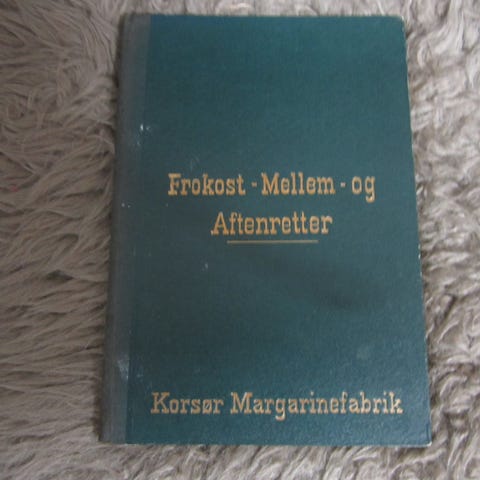 Frokost - Mellem - og
Aftenretter
Korsør Margarinefabrik